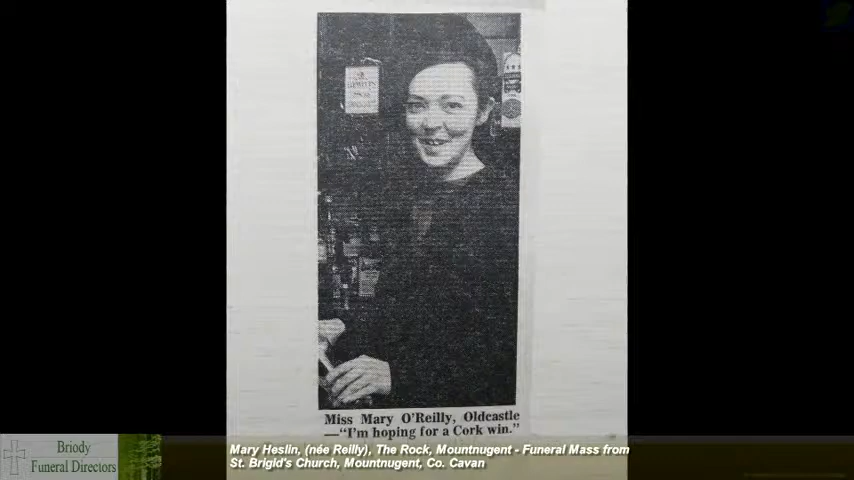 Miss Mary O'Reilly, Oldcastle
—"I'm hoping for a Cork win."
Mary Heslin, (née Reilly), The Rock, Mountnugent - Funeral Mass from
St. Brigid's Church, Mountnugent, Co. Cavan
Briody
Funeral Directors